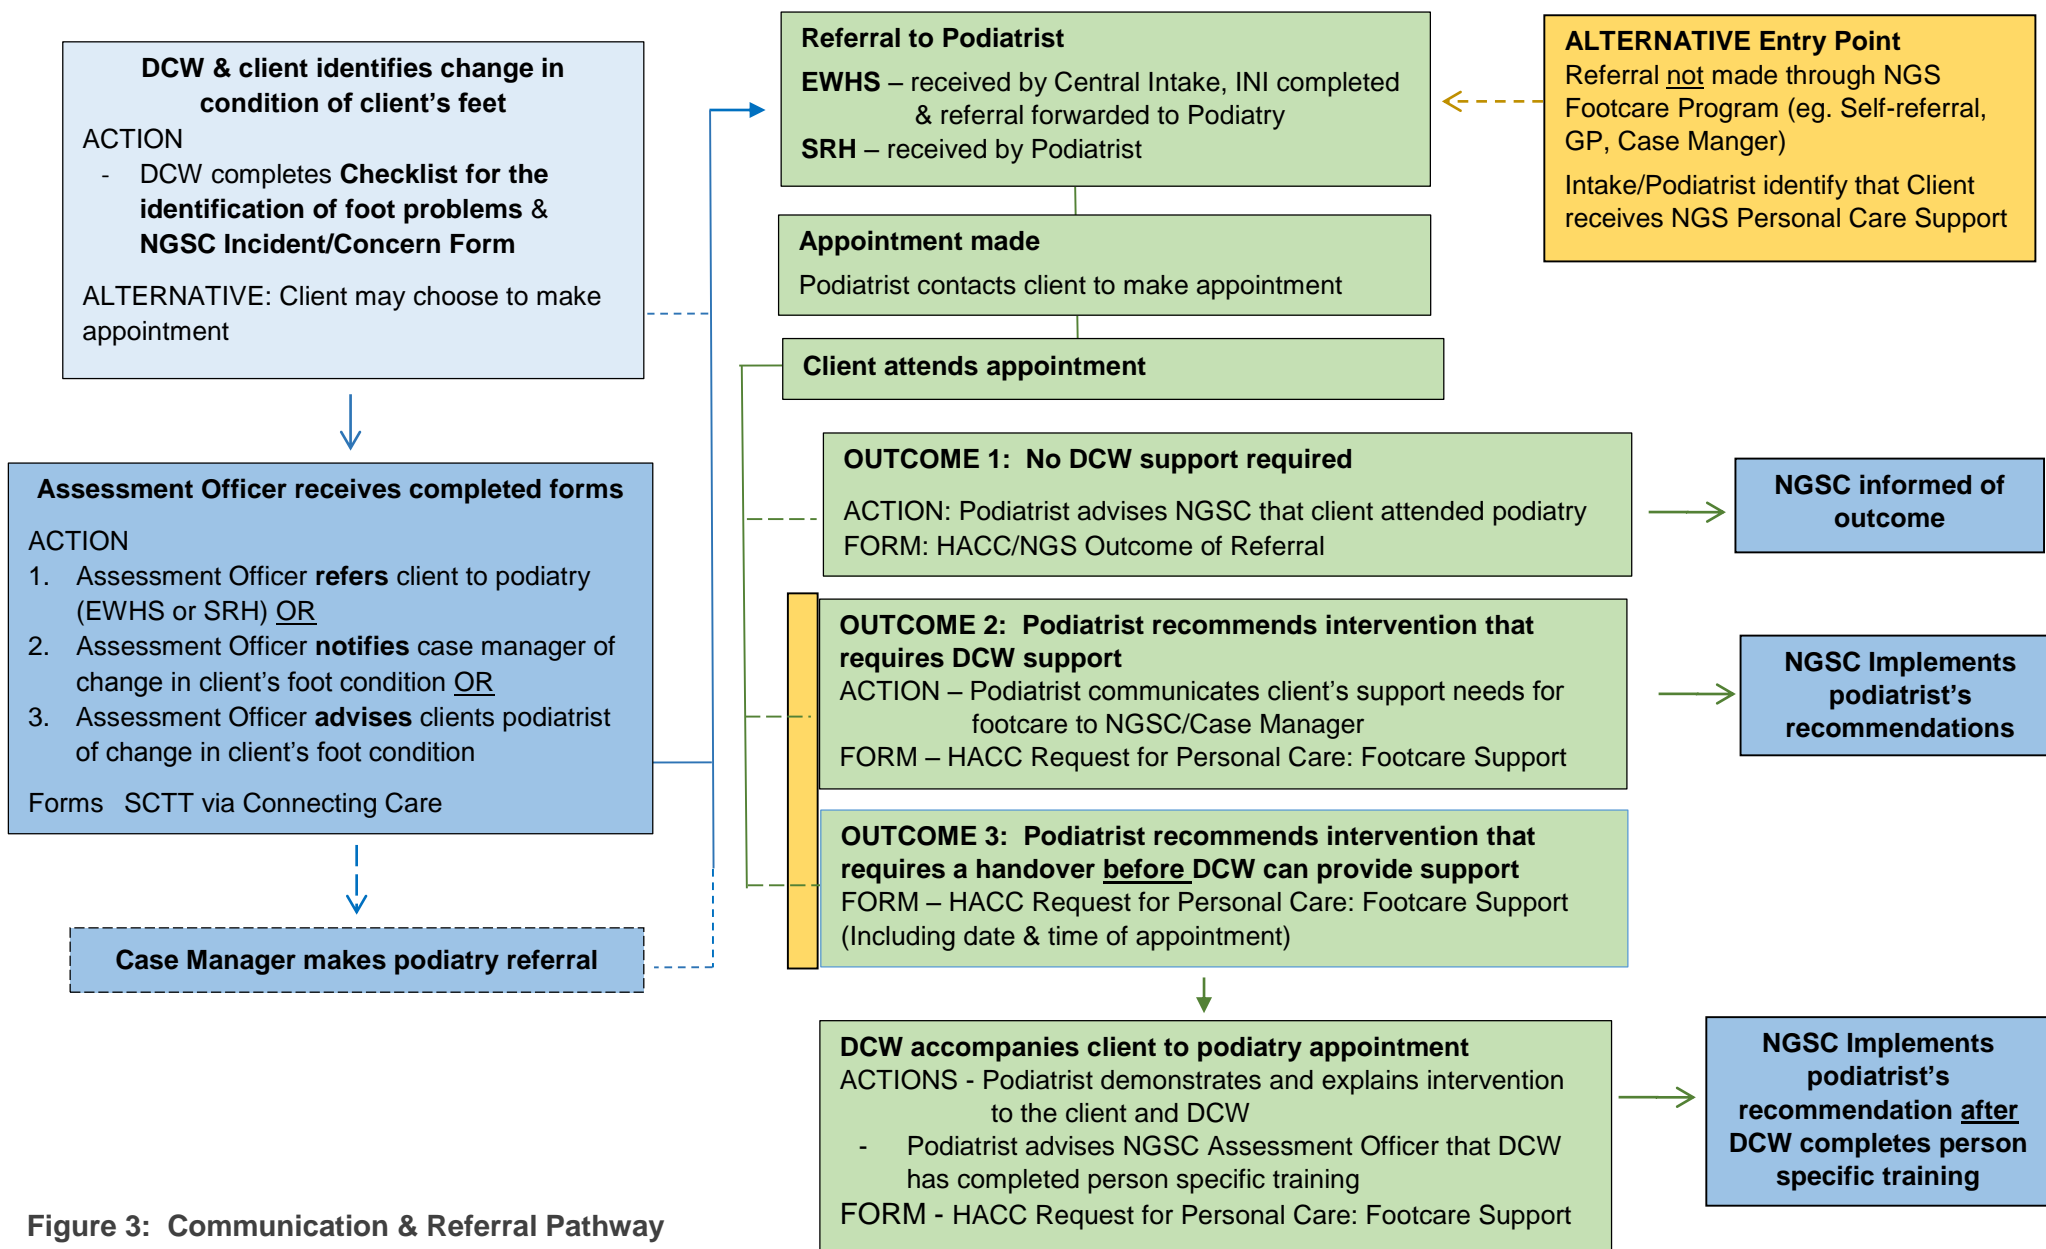 DCW & client identifies change in
condition of client's feet
ACTION
- DCW completes Checklist for the
identification of foot problems &
NGSC Incident/Concern Form
ALTERNATIVE: Client may choose to make
appointment
Assessment Officer receives completed forms
ACTION
1. Assessment Officer refers client to podiatry
(EWHS or SRH) OR
2. Assessment Officer notifies case manager of
change in client's foot condition OR
3. Assessment Officer advises clients podiatrist
of change in client's foot condition
Forms SCTT via Connecting Care
Case Manager makes podiatry referral
Referral to Podiatrist
EWHS – received by Central Intake, INI completed
& referral forwarded to Podiatry
SRH – received by Podiatrist
ALTERNATIVE Entry Point
Referral not made through NGS
Footcare Program (eg. Self-referral,
GP, Case Manger)
Intake/Podiatrist identify that Client
receives NGS Personal Care Support
Appointment made
Podiatrist contacts client to make appointment
Client attends appointment
OUTCOME 1: No DCW support required
ACTION: Podiatrist advises NGSC that client attended podiatry
FORM: HACC/NGS Outcome of Referral
NGSC informed of
outcome
OUTCOME 2: Podiatrist recommends intervention that
requires DCW support
ACTION – Podiatrist communicates client's support needs for
footcare to NGSC/Case Manager
FORM – HACC Request for Personal Care: Footcare Support
NGSC Implements
podiatrist's
recommendations
OUTCOME 3: Podiatrist recommends intervention that
requires a handover before DCW can provide support
FORM – HACC Request for Personal Care: Footcare Support
(Including date & time of appointment)
DCW accompanies client to podiatry appointment
ACTIONS - Podiatrist demonstrates and explains intervention
to the client and DCW
- Podiatrist advises NGSC Assessment Officer that DCW
has completed person specific training
FORM - HACC Request for Personal Care: Footcare Support
NGSC Implements
podiatrist's
recommendation after
DCW completes person
specific training
Figure 3: Communication & Referral Pathway